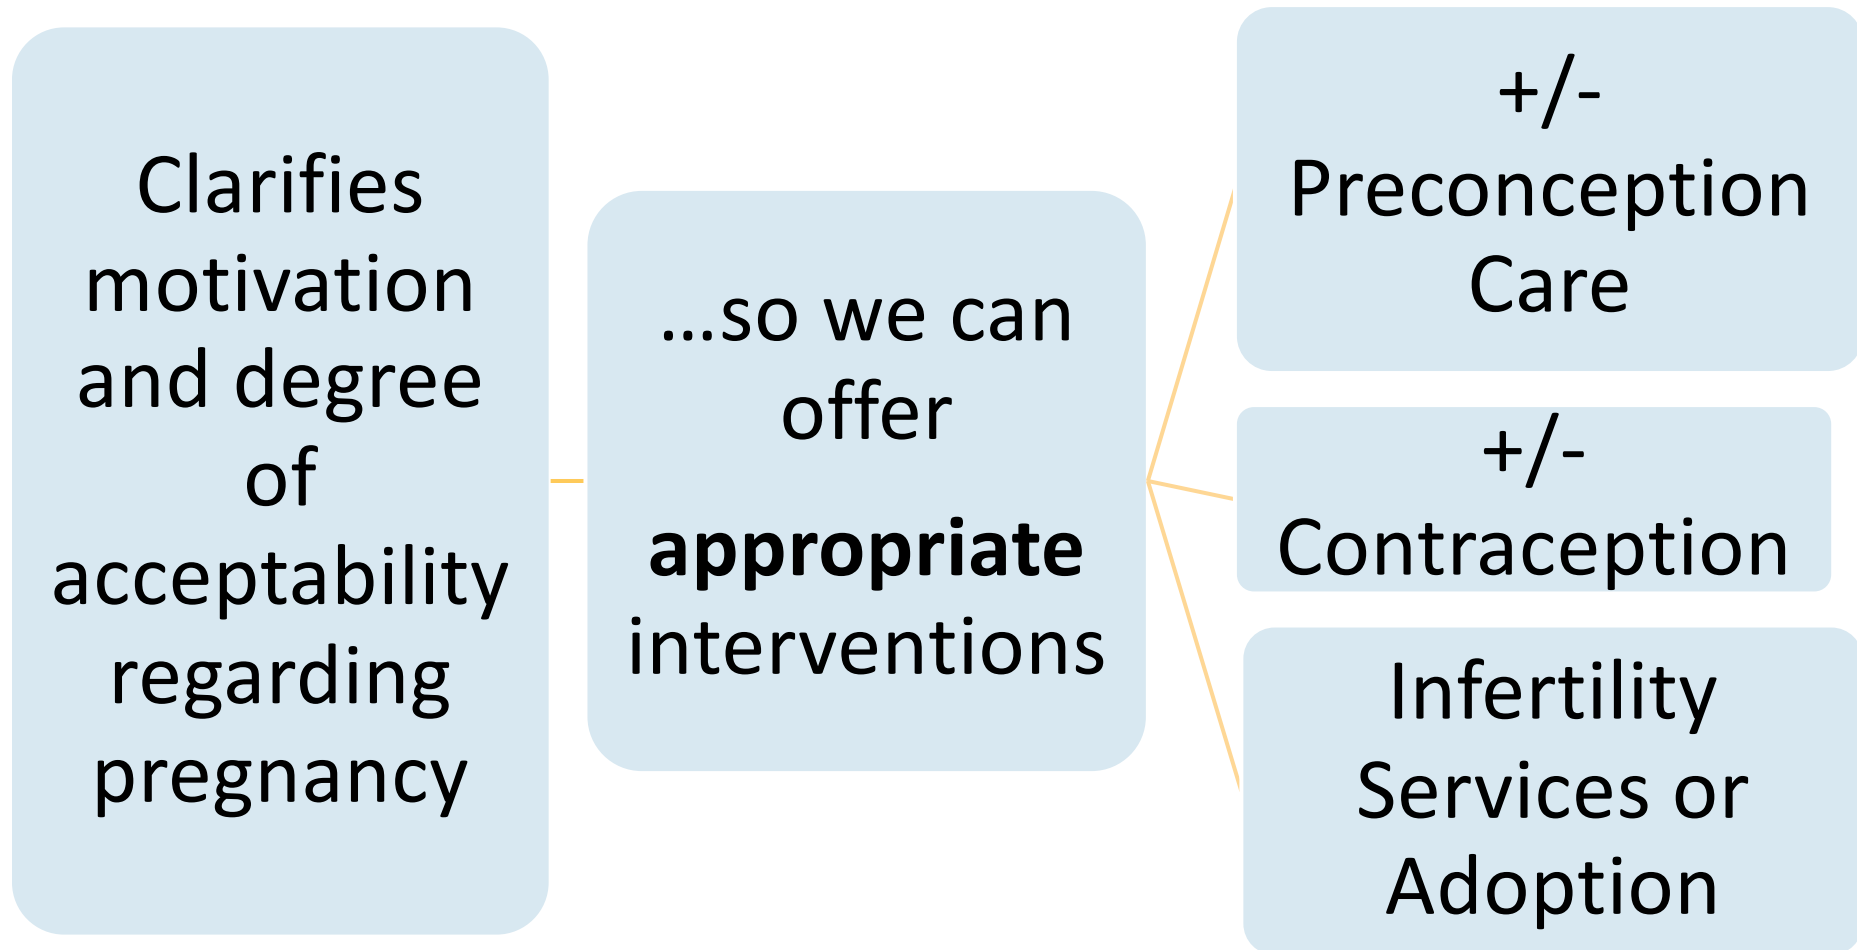 Clarifies
motivation
and degree
of
acceptability
regarding
pregnancy
…so we can
offer
appropriate
interventions
+/-
Preconception
Care
+/-
Contraception
Infertility
Services or
Adoption